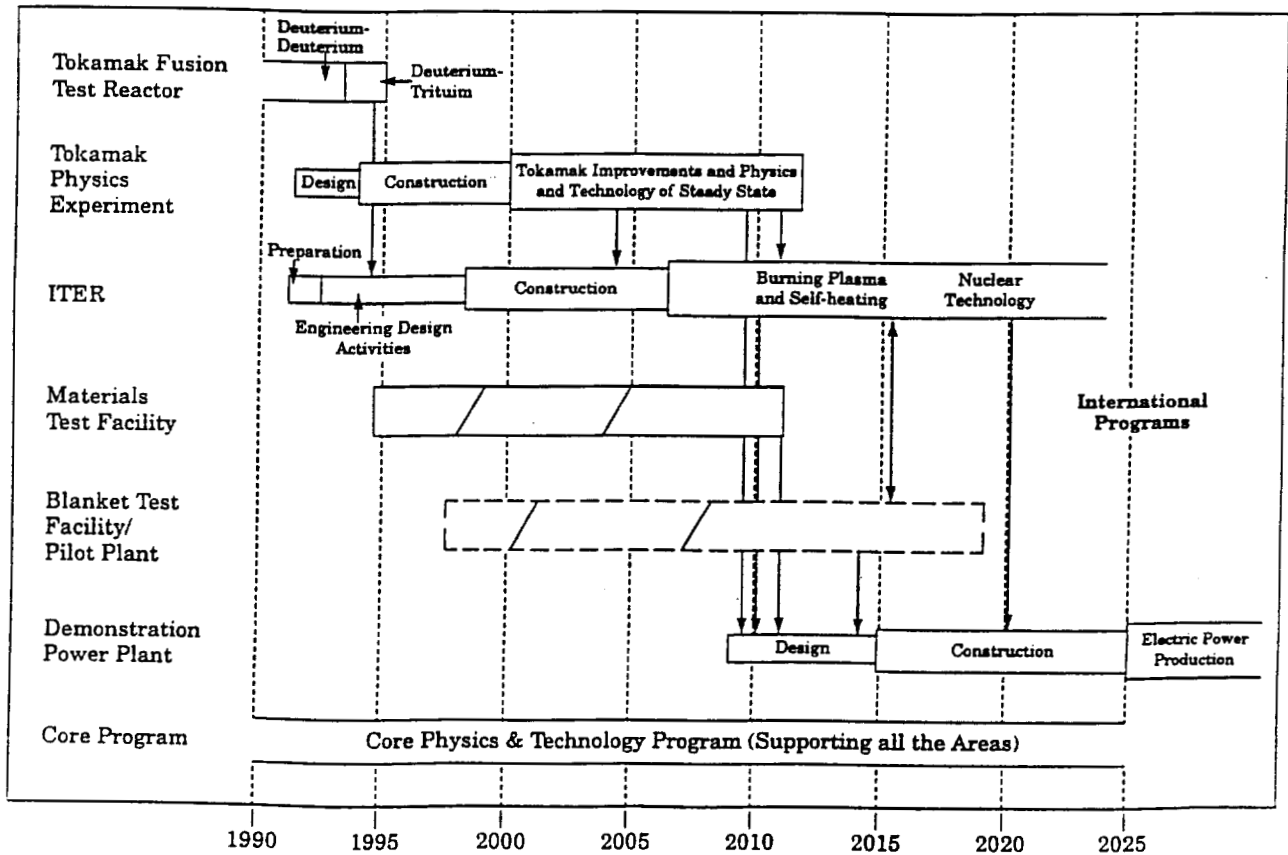 Deuterium-
Deuterium
Tokamak Fusion
Test Reactor
Deuterium-
Trituim
Tokamak
Physics
Experiment
Design
Construction
Tokamak Improvements and Physics
and Technology of Steady State
Preparation
ITER
Construction
Burning Plasma
and Self-heating
Nuclear
Technology
Engineering Design
Activities
Materials
Test Facility
International
Programs
Blanket Test
Facility/
Pilot Plant
Demonstration
Power Plant
Design
Construction
Electric Power
Production
Core Program
Core Physics & Technology Program (Supporting all the Areas)
1990 1995 2000 2005 2010 2015 2020 2025